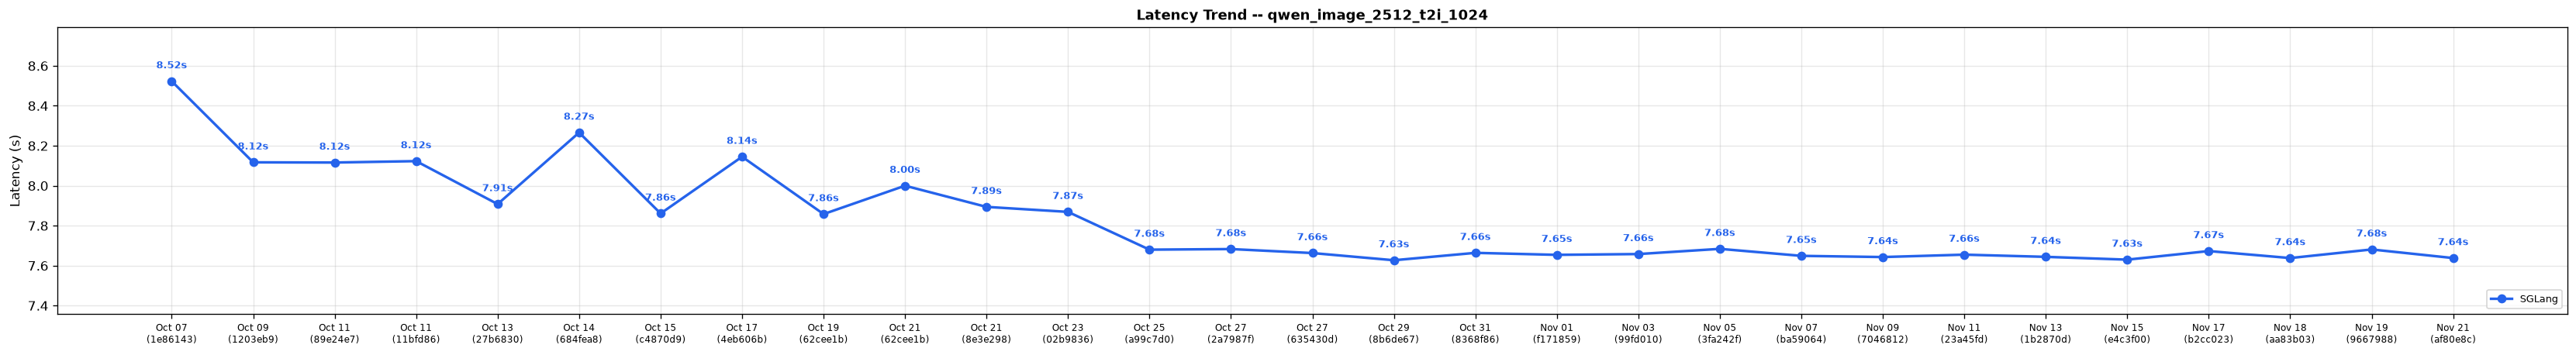 Latency Trend -- qwen_image_2512_t2i_1024
Latency (s)
8.6
8.4
8.2
8.0
7.8
7.6
7.4
8.52s
8.12s
8.12s
8.12s
7.91s
8.27s
7.86s
8.14s
7.86s
8.00s
7.89s
7.87s
7.68s
7.68s
7.66s
7.63s
7.66s
7.65s
7.66s
7.68s
7.65s
7.64s
7.66s
7.64s
7.63s
7.67s
7.64s
7.68s
7.64s
SGLang
Oct 07
(1e86143)
Oct 09
(1203eb9)
Oct 11
(89e24e7)
Oct 11
(11bfd86)
Oct 13
(27b6830)
Oct 14
(684fea8)
Oct 15
(c4870d9)
Oct 17
(4eb606b)
Oct 19
(62cee1b)
Oct 21
(62cee1b)
Oct 21
(8e3e298)
Oct 23
(02b9836)
Oct 25
(a99c7d0)
Oct 27
(2a7987f)
Oct 27
(635430d)
Oct 29
(8b6de67)
Oct 31
(8368f86)
Nov 01
(f171859)
Nov 03
(99fd010)
Nov 05
(3fa242f)
Nov 07
(ba59064)
Nov 09
(7046812)
Nov 11
(23a45fd)
Nov 13
(1b2870d)
Nov 15
(e4c3f00)
Nov 17
(b2cc023)
Nov 18
(aa83b03)
Nov 19
(9667988)
Nov 21
(af80e8c)